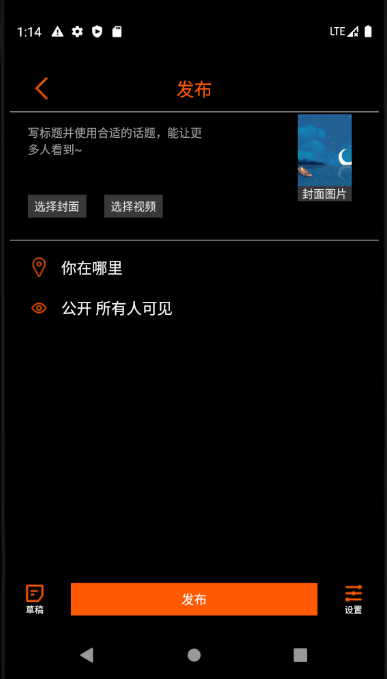 1:14
LTE
发布
写标题并使用合适的话题，能让更
多人看到~
封面图片
选择封面
选择视频
你在哪里
公开 所有人可见
草稿
发布
设置